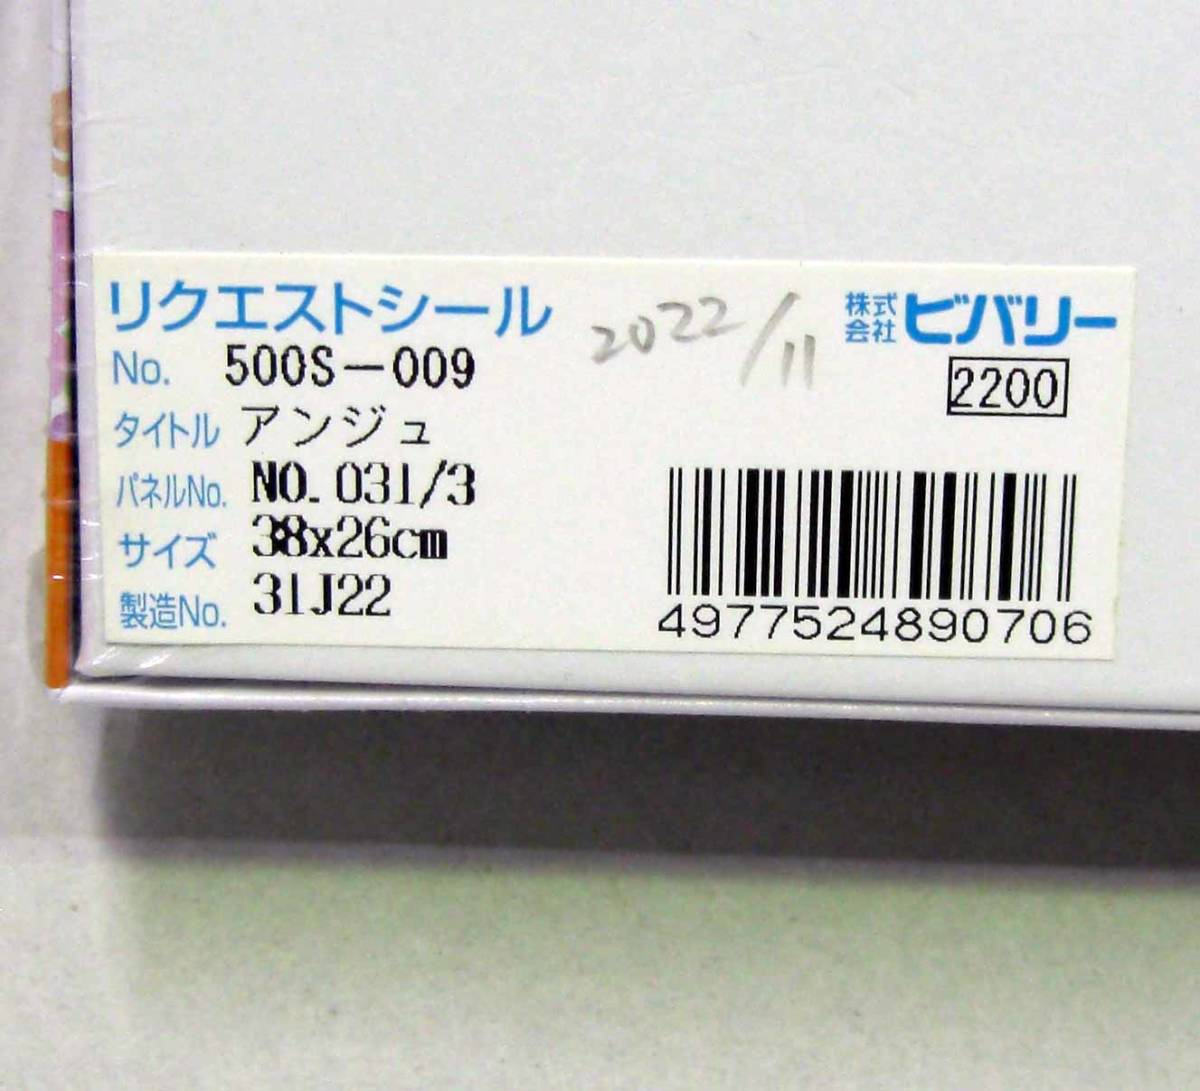 リクエストシール
2022/11
株式会社 ビバリー
No. 500S-009
2200
タイトル アンジュ
パネルNo. NO.031/3
サイズ 38x26cm
製造No. 31J22
4977524890706